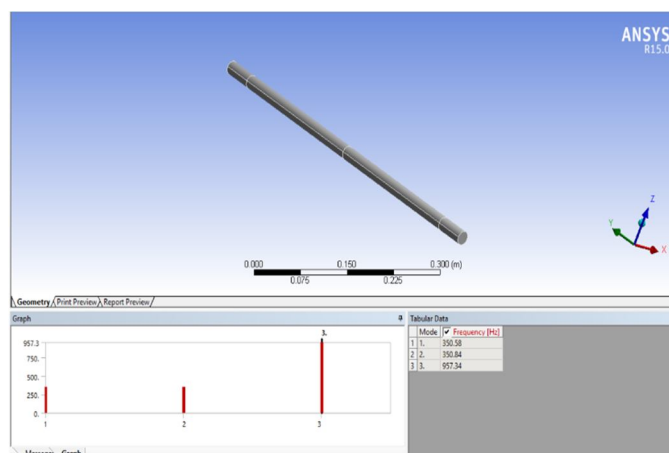 ANSYS
R15.0
Z
Y
X
0.000 0.150 0.300 (m)
0.075 0.225
Geometry Print Preview Report Preview
Graph
3.
957.3
750.
500.
250.
0.
1 2 3
Graph
Tabular Data
Mode Frequency [Hz]
1 1. 350.58
2 2. 350.84
3 3. 957.34